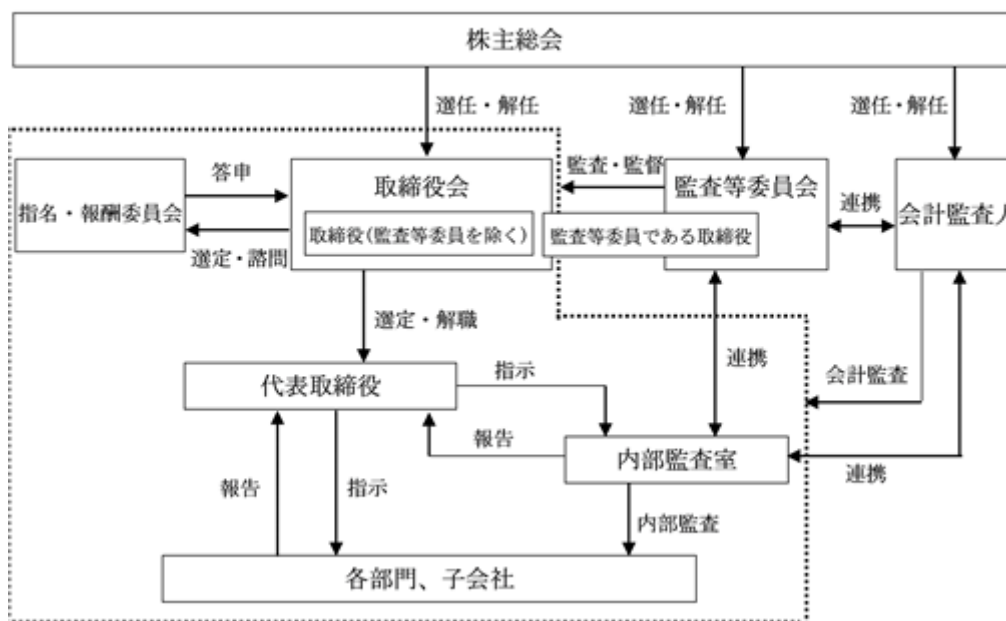 株主総会
選任・解任
選任・解任
選任・解任
答申
指名・報酬委員会
選定・諮問
取締役会
取締役(監査等委員を除く)
監査・監督
監査等委員会
監査等委員である取締役
連携
会計監査人
選定・解職
連携
会計監査
代表取締役
指示
報告
内部監査室
連携
報告
指示
内部監査
各部門、子会社